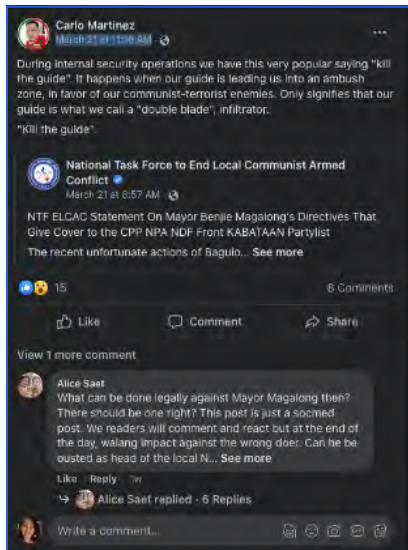 Carlo Martinez
March 21 at 11:18 AM ·
During internal security operations we have this very popular saying "kill
the guide". It happens when our guide is leading us into an ambush
zone, in favor of our communist-terrorist enemies. Only signifies that our
guide is what we call a "double blade", infiltrator.
"Kill the guide".
National Task Force to End Local Communist Armed
Conflict
March 21 at 8:57 AM ·
NTF ELCAC Statement On Mayor Benjie Magalong's Directives That
Give Cover to the CPP NPA NDF Front KABATAAN Partylist
The recent unfortunate actions of Baguio... See more
15
8 Comments
Like
Comment
Share
View 1 more comment
Alice Saet
What can be done legally against Mayor Magalong then?
There should be one right? This post is just a socmed
post. We readers will comment and react but at the end of
the day, walang impact against the wrong doer. Can he be
ousted as head of the local N... See more
Like Reply 1w
Alice Saet replied · 6 Replies
Write a comment...